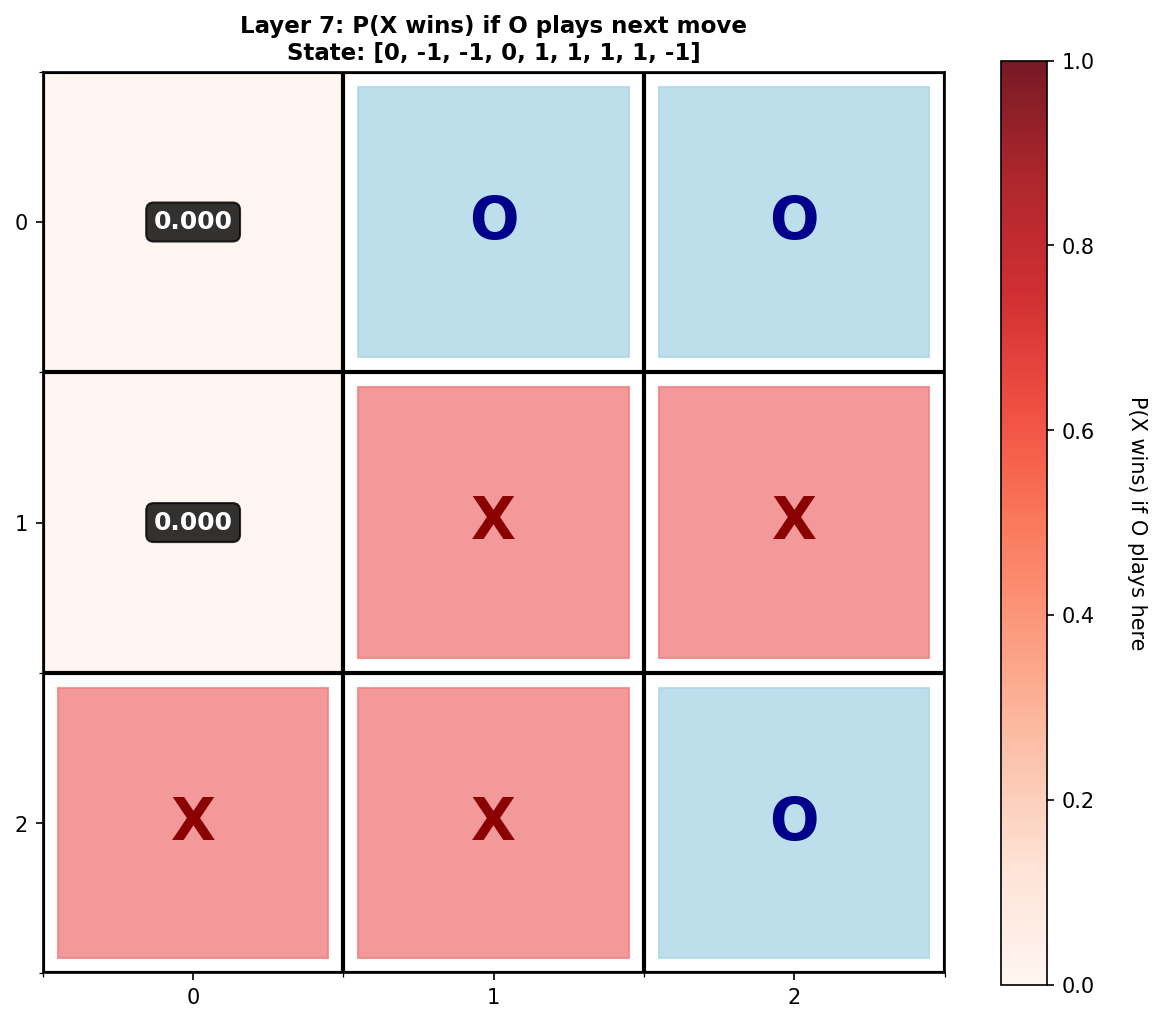 Layer 7: P(X wins) if O plays next move
State: [0, -1, -1, 0, 1, 1, 1, 1, -1]
0
0.000
O
O
1
0.000
X
X
2
X
X
O
0
1
2
1.0
0.8
0.6
0.4
0.2
0.0
P(X wins) if O plays here